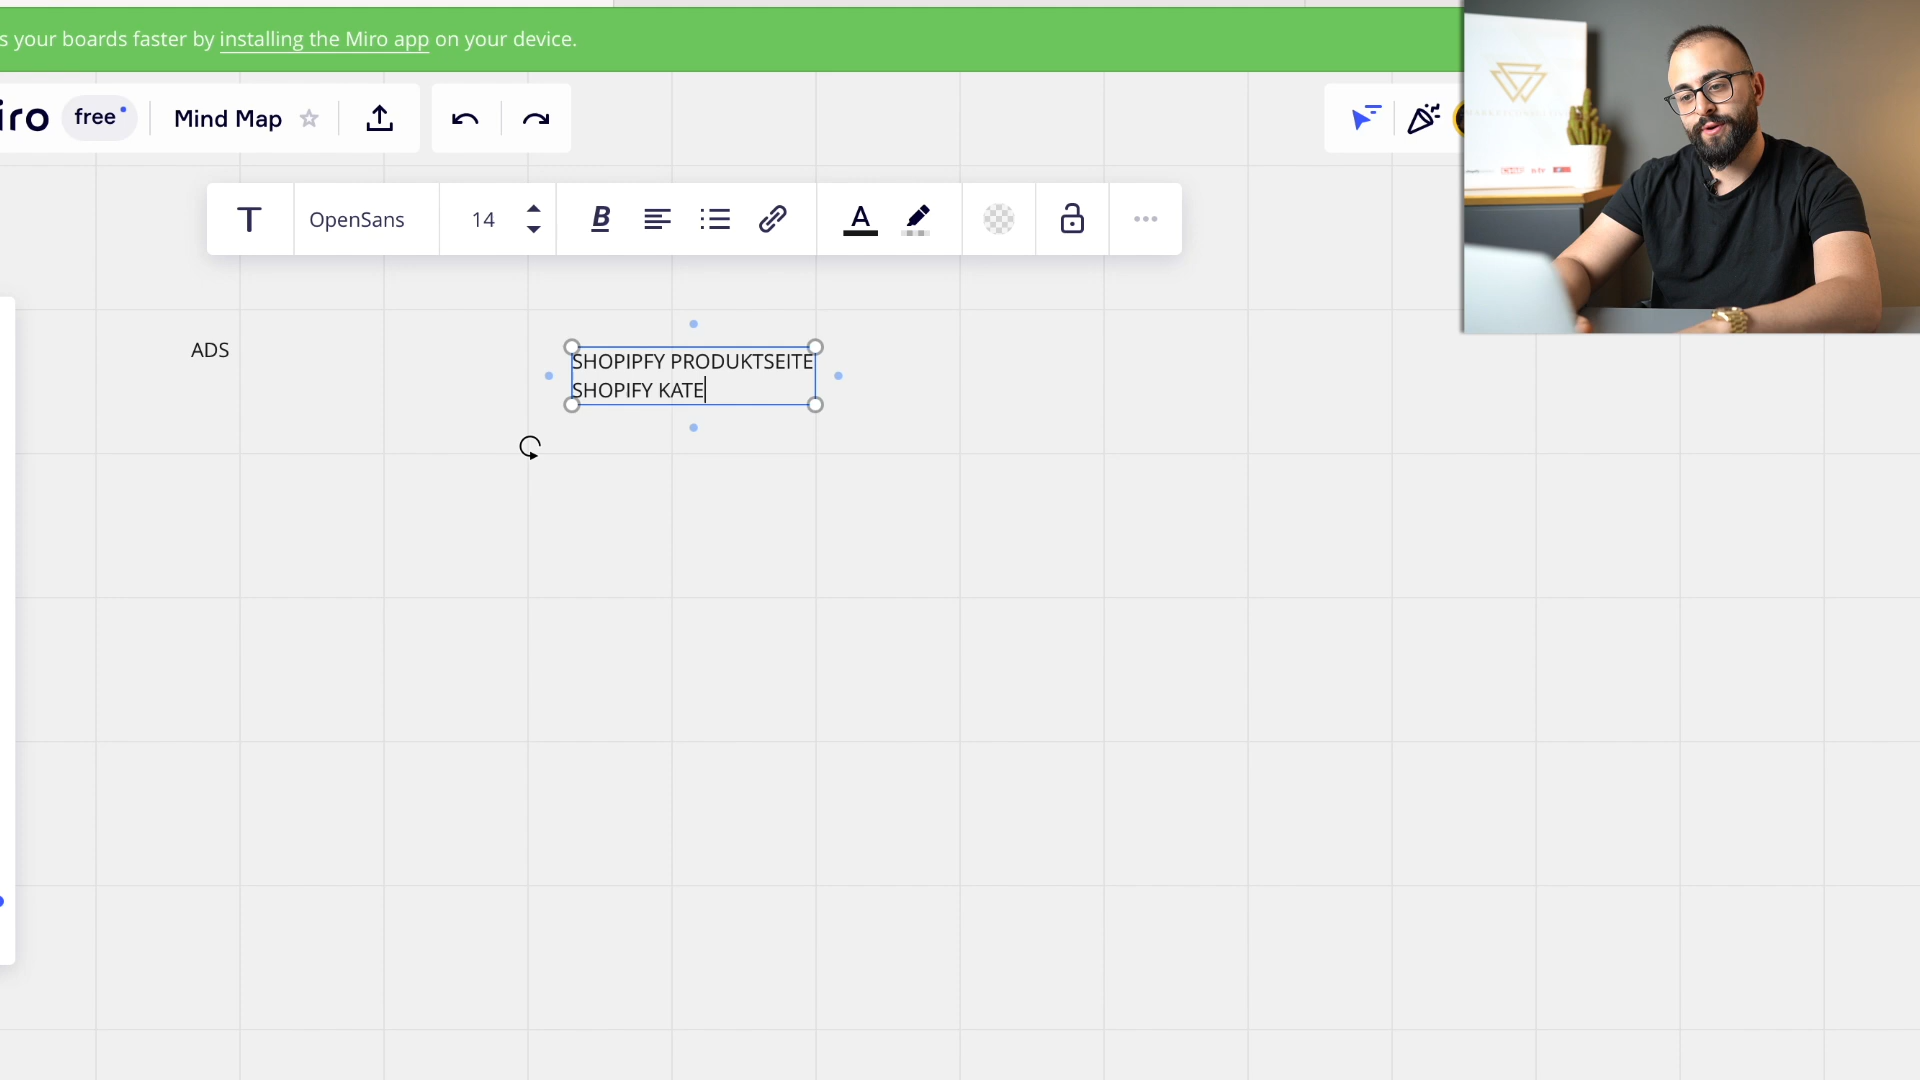 s your boards faster by installing the Miro app on your device.
iro free Mind Map
OpenSans 14 B A
ADS
SHOPIPFY PRODUKTSEITE
SHOPIFY KATE